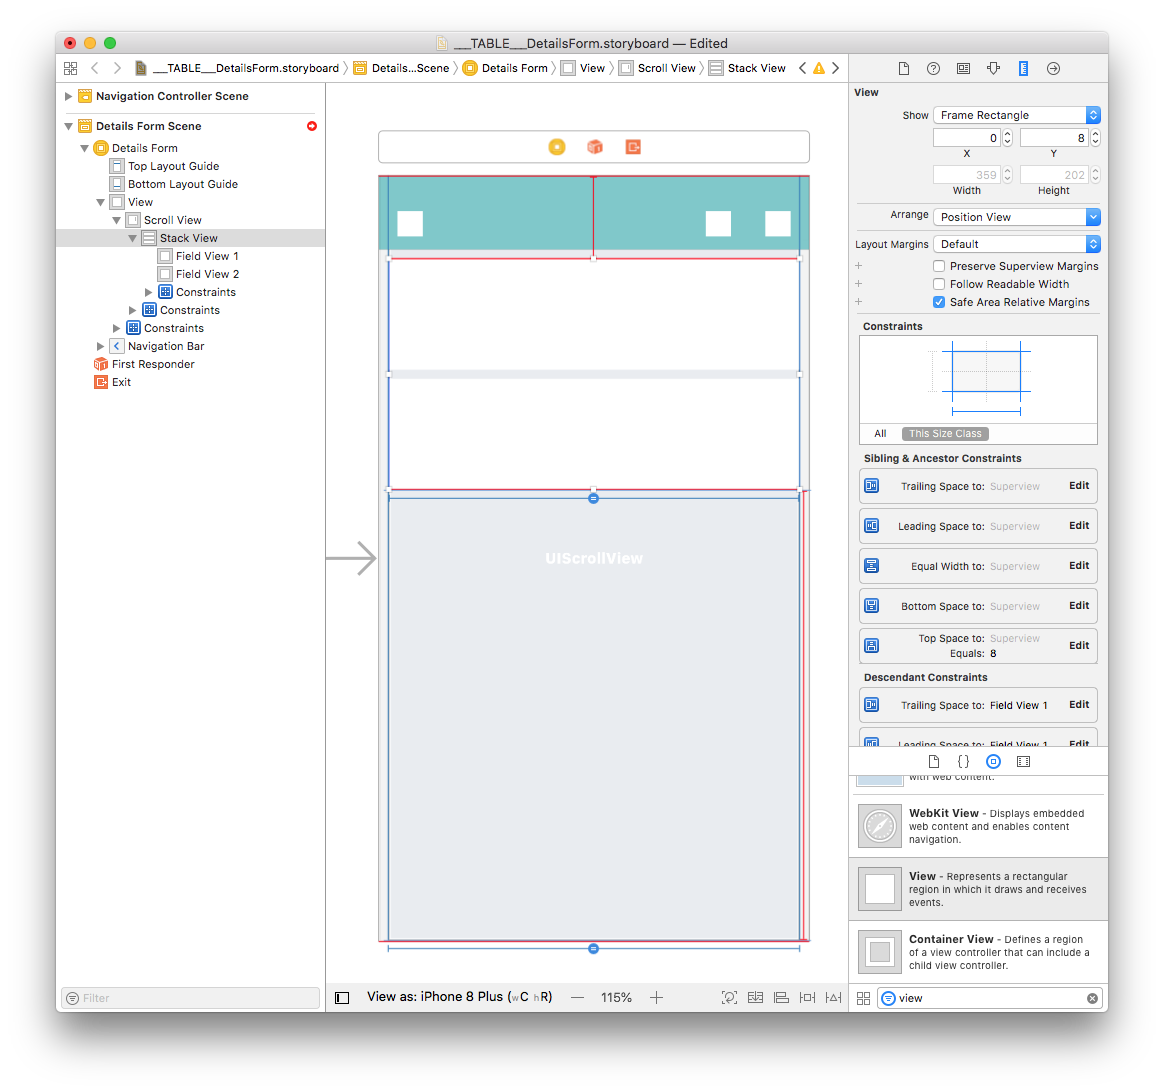 ___TABLE___DetailsForm.storyboard — Edited
___TABLE___DetailsForm.storyboard
Details...Scene
Details Form
View
Scroll View
Stack View
Navigation Controller Scene
Details Form Scene
Details Form
Top Layout Guide
Bottom Layout Guide
View
Scroll View
Stack View
Field View 1
Field View 2
Constraints
Constraints
Constraints
Navigation Bar
First Responder
Exit
Filter
UIScrollView
View as: iPhone 8 Plus (wC hR)
115%
View
Show Frame Rectangle
0 8
X Y
359 202
Width Height
Arrange Position View
Layout Margins Default
Preserve Superview Margins
Follow Readable Width
Safe Area Relative Margins
Constraints
All This Size Class
Sibling & Ancestor Constraints
Trailing Space to: Superview Edit
Leading Space to: Superview Edit
Equal Width to: Superview Edit
Bottom Space to: Superview Edit
Top Space to: Superview
Equals: 8 Edit
Descendant Constraints
Trailing Space to: Field View 1 Edit
Leading Space to: Field View 1 Edit
{}
with web content.
WebKit View - Displays embedded
web content and enables content
navigation.
View - Represents a rectangular
region in which it draws and receives
events.
Container View - Defines a region
of a view controller that can include a
child view controller.
view